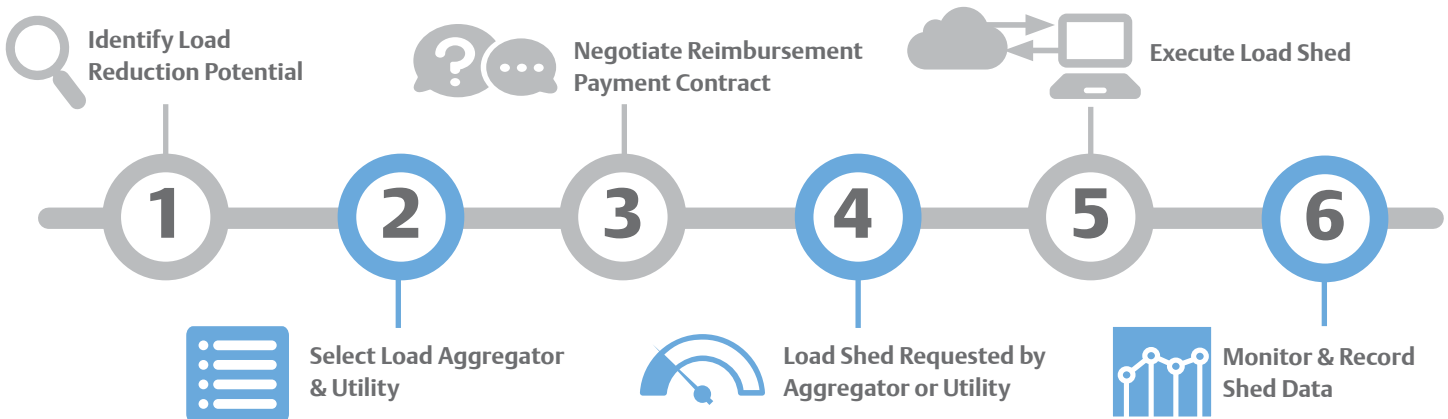 1
Identify Load
Reduction Potential
2
Select Load Aggregator
& Utility
3
?
Negotiate Reimbursement
Payment Contract
4
Load Shed Requested by
Aggregator or Utility
5
Execute Load Shed
6
Monitor & Record
Shed Data